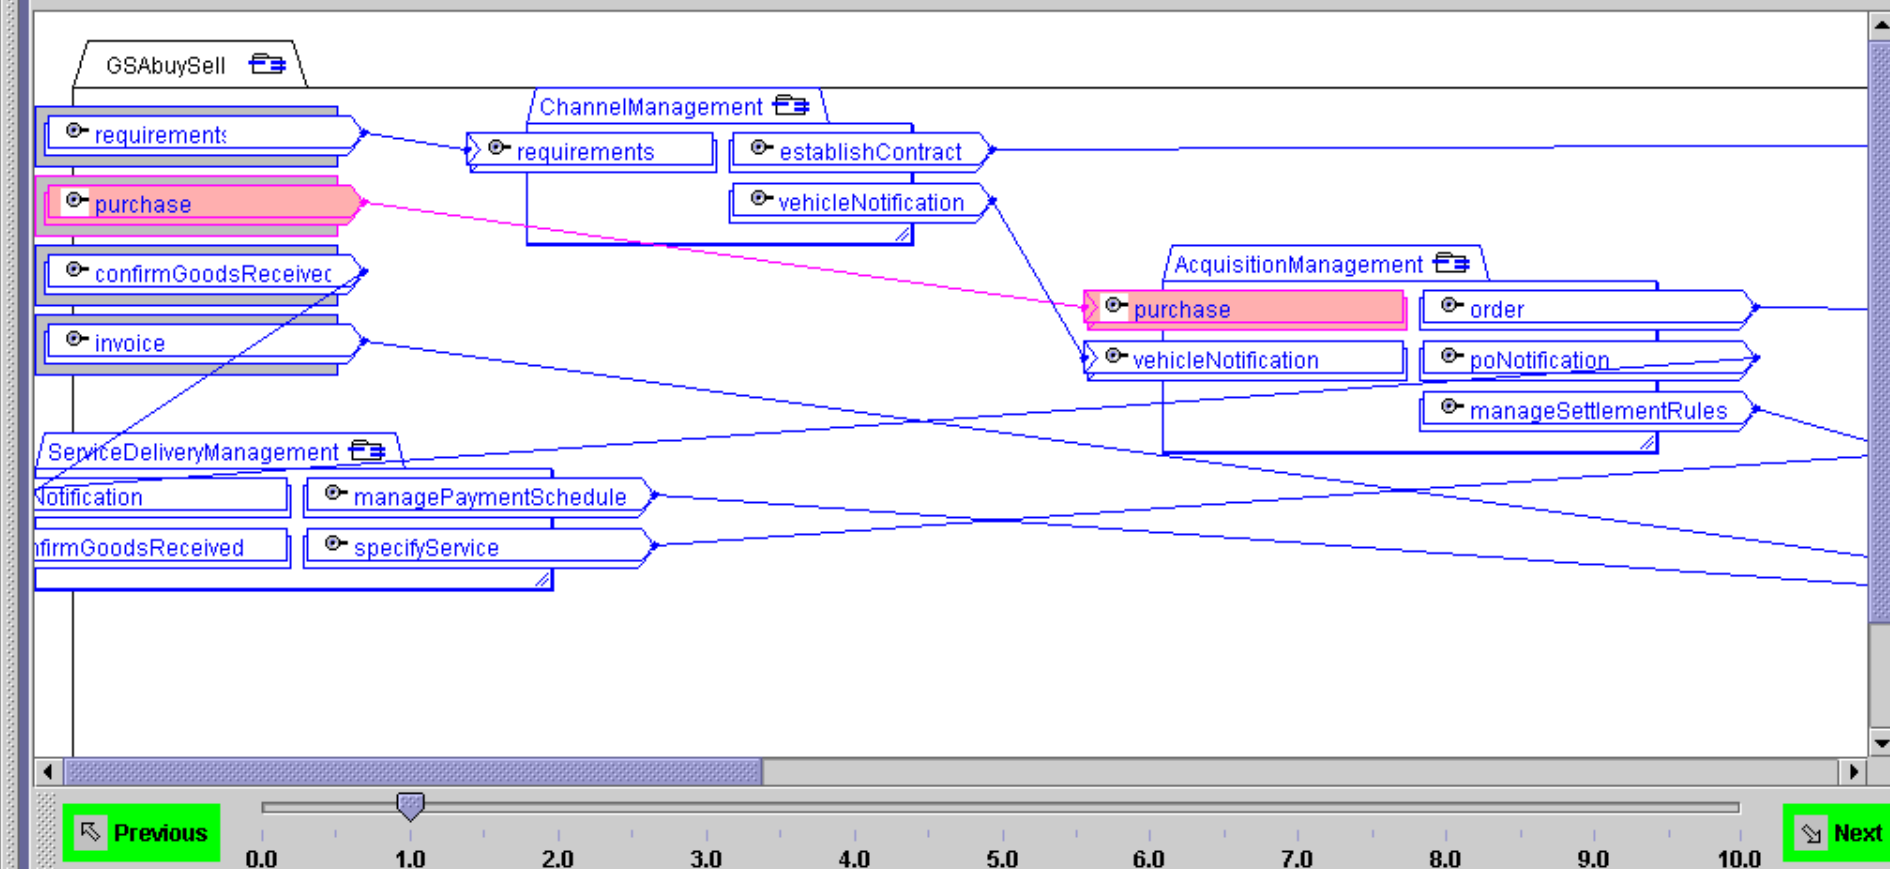 GSAbuySell
requirements
purchase
confirmGoodsReceived
invoice
ChannelManagement
requirements
establishContract
vehicleNotification
AcquisitionManagement
purchase
order
vehicleNotification
poNotification
manageSettlementRules
ServiceDeliveryManagement
Notification
managePaymentSchedule
nfirmGoodsReceived
specifyService
Previous
0.0 1.0 2.0 3.0 4.0 5.0 6.0 7.0 8.0 9.0 10.0
Next